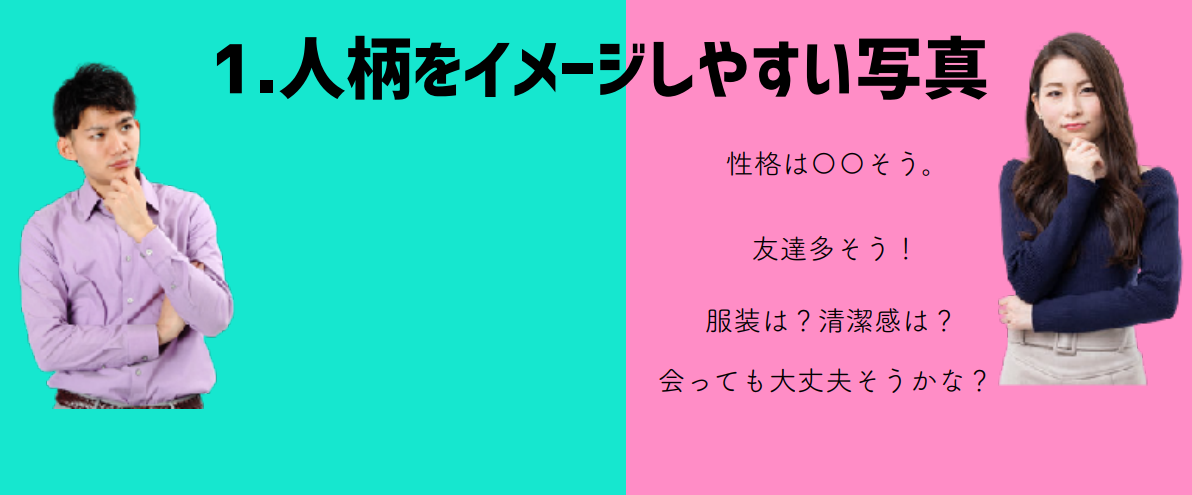 1.人柄をイメージしやすい写真
性格は〇〇そう。
友達多そう！
服装は？清潔感は？
会っても大丈夫そうかな？